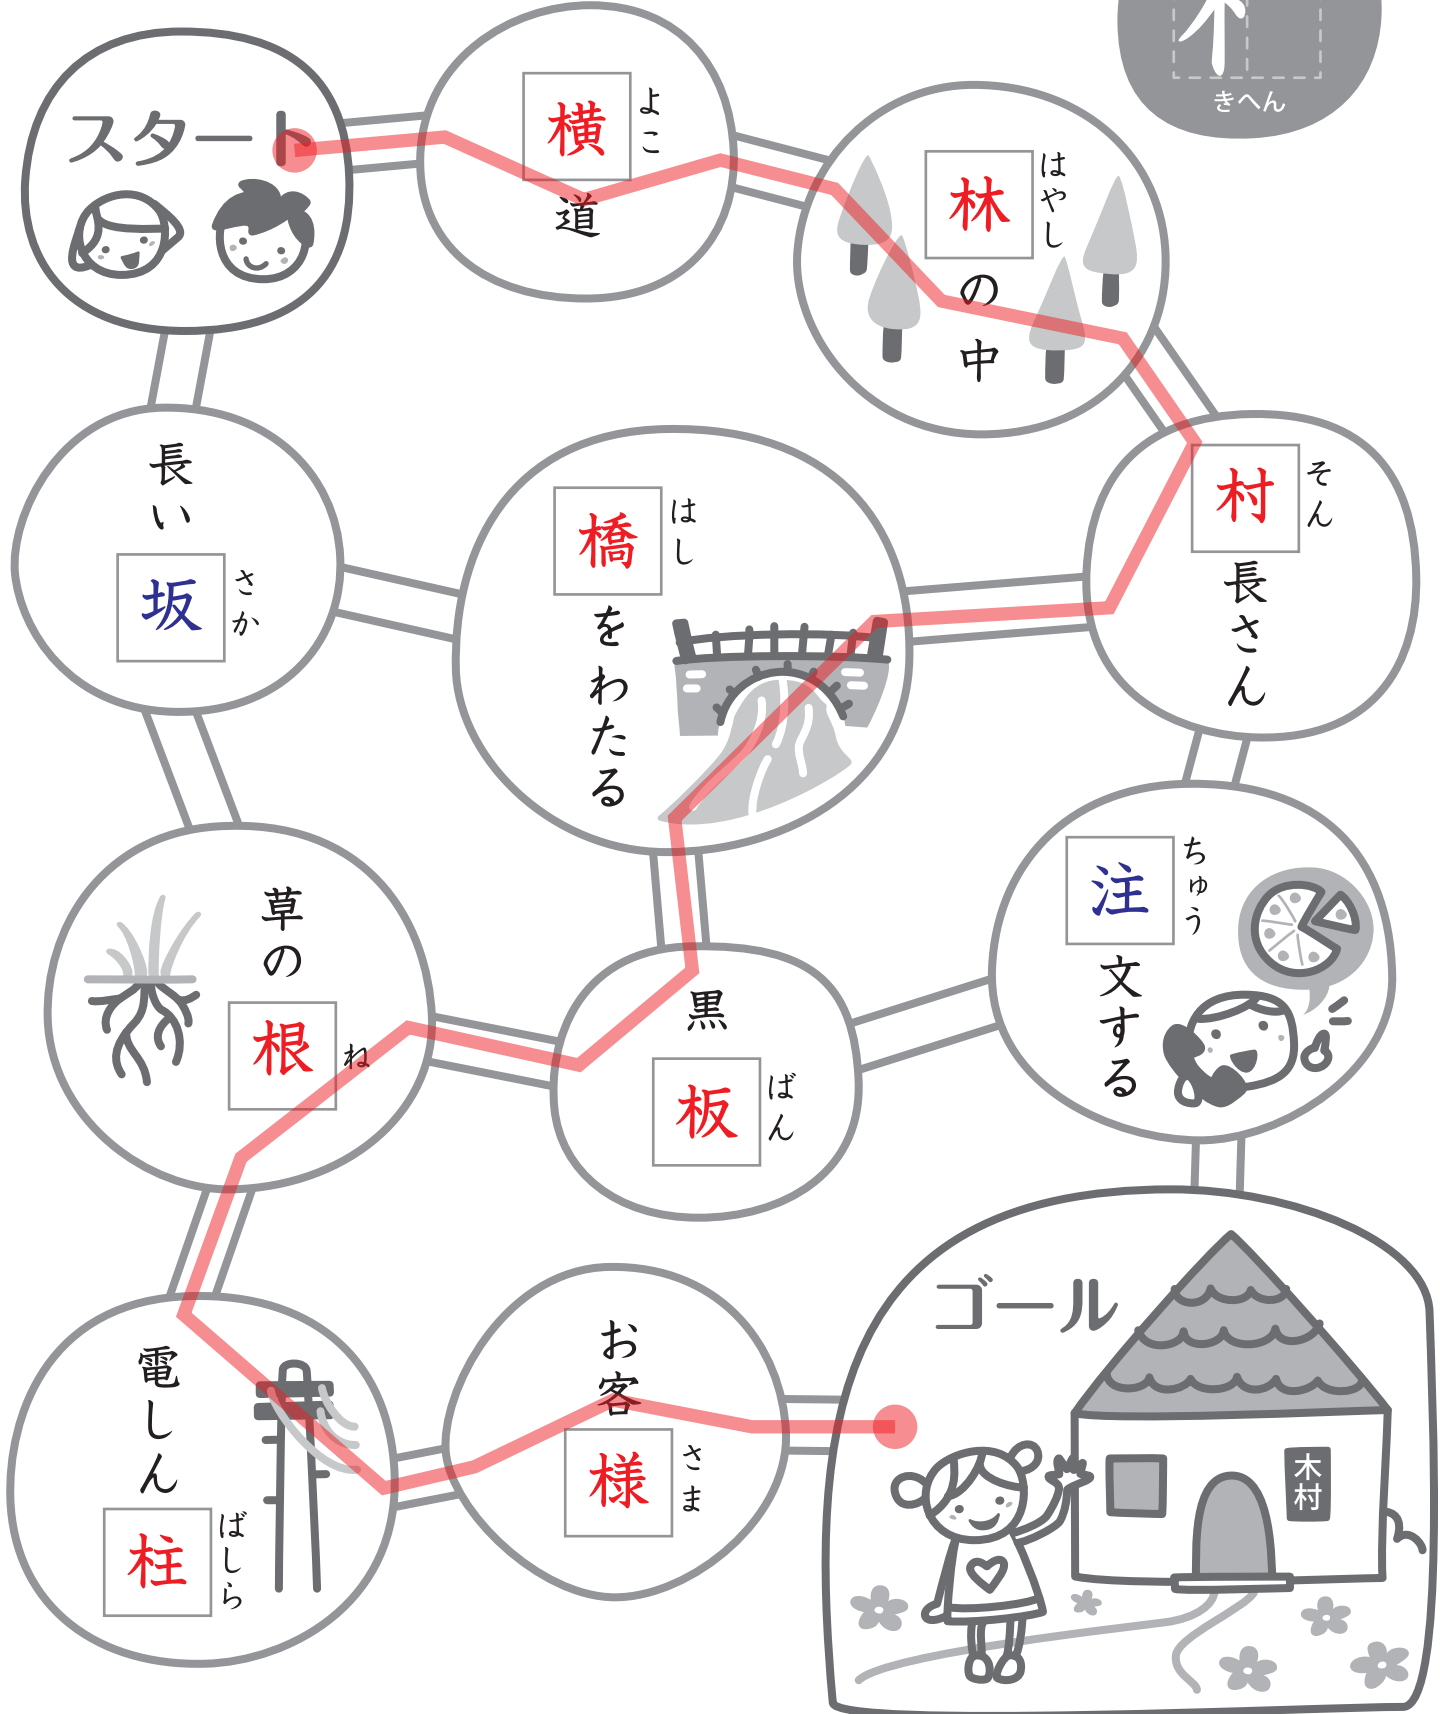 きへん
スタート
横道
よこ
林の中
はやし
村長さん
そん
橋をわたる
はし
長い坂
さか
注文する
ちゅう
黒板
ばん
草の根
ね
電しん柱
ばしら
お客様
さま
ゴール
木村